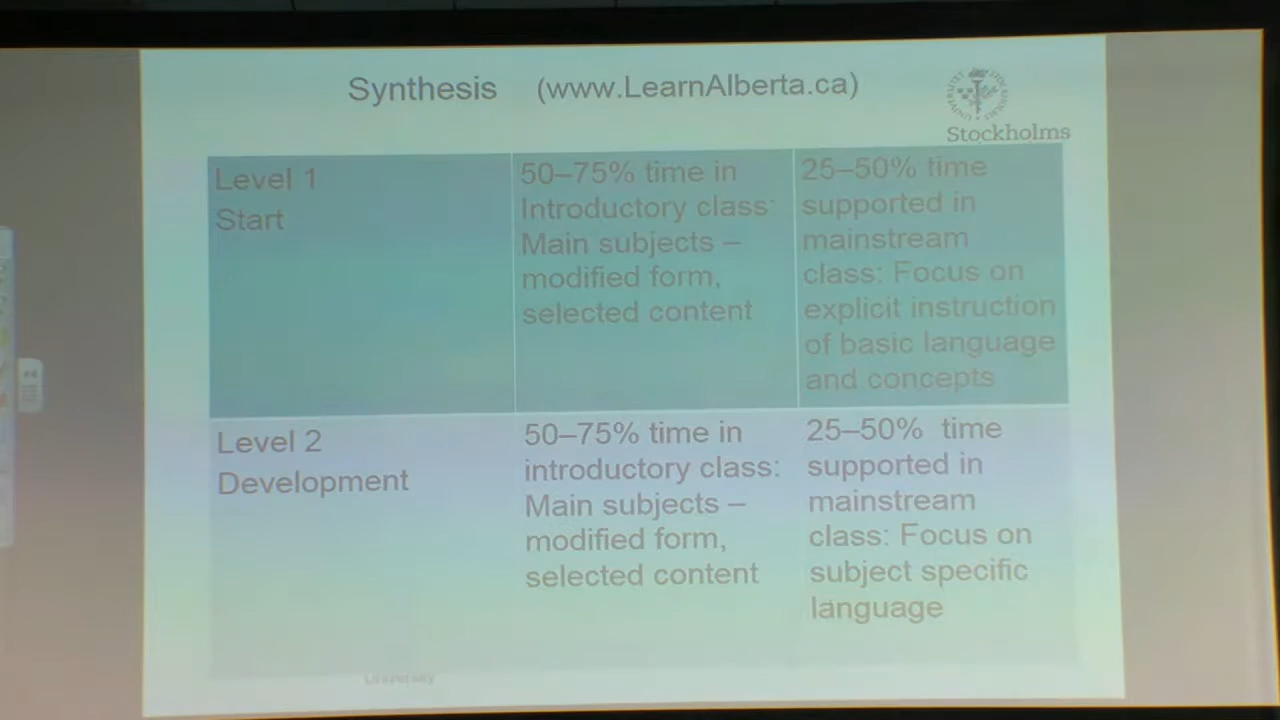 Synthesis (www.LearnAlberta.ca)
Stockholms
Level 1
Start
50–75% time in
Introductory class:
Main subjects –
modified form,
selected content
25–50% time
supported in
mainstream
class: Focus on
explicit instruction
of basic language
and concepts
Level 2
Development
50–75% time in
introductory class:
Main subjects –
modified form,
selected content
25–50% time
supported in
mainstream
class: Focus on
subject specific
language
University